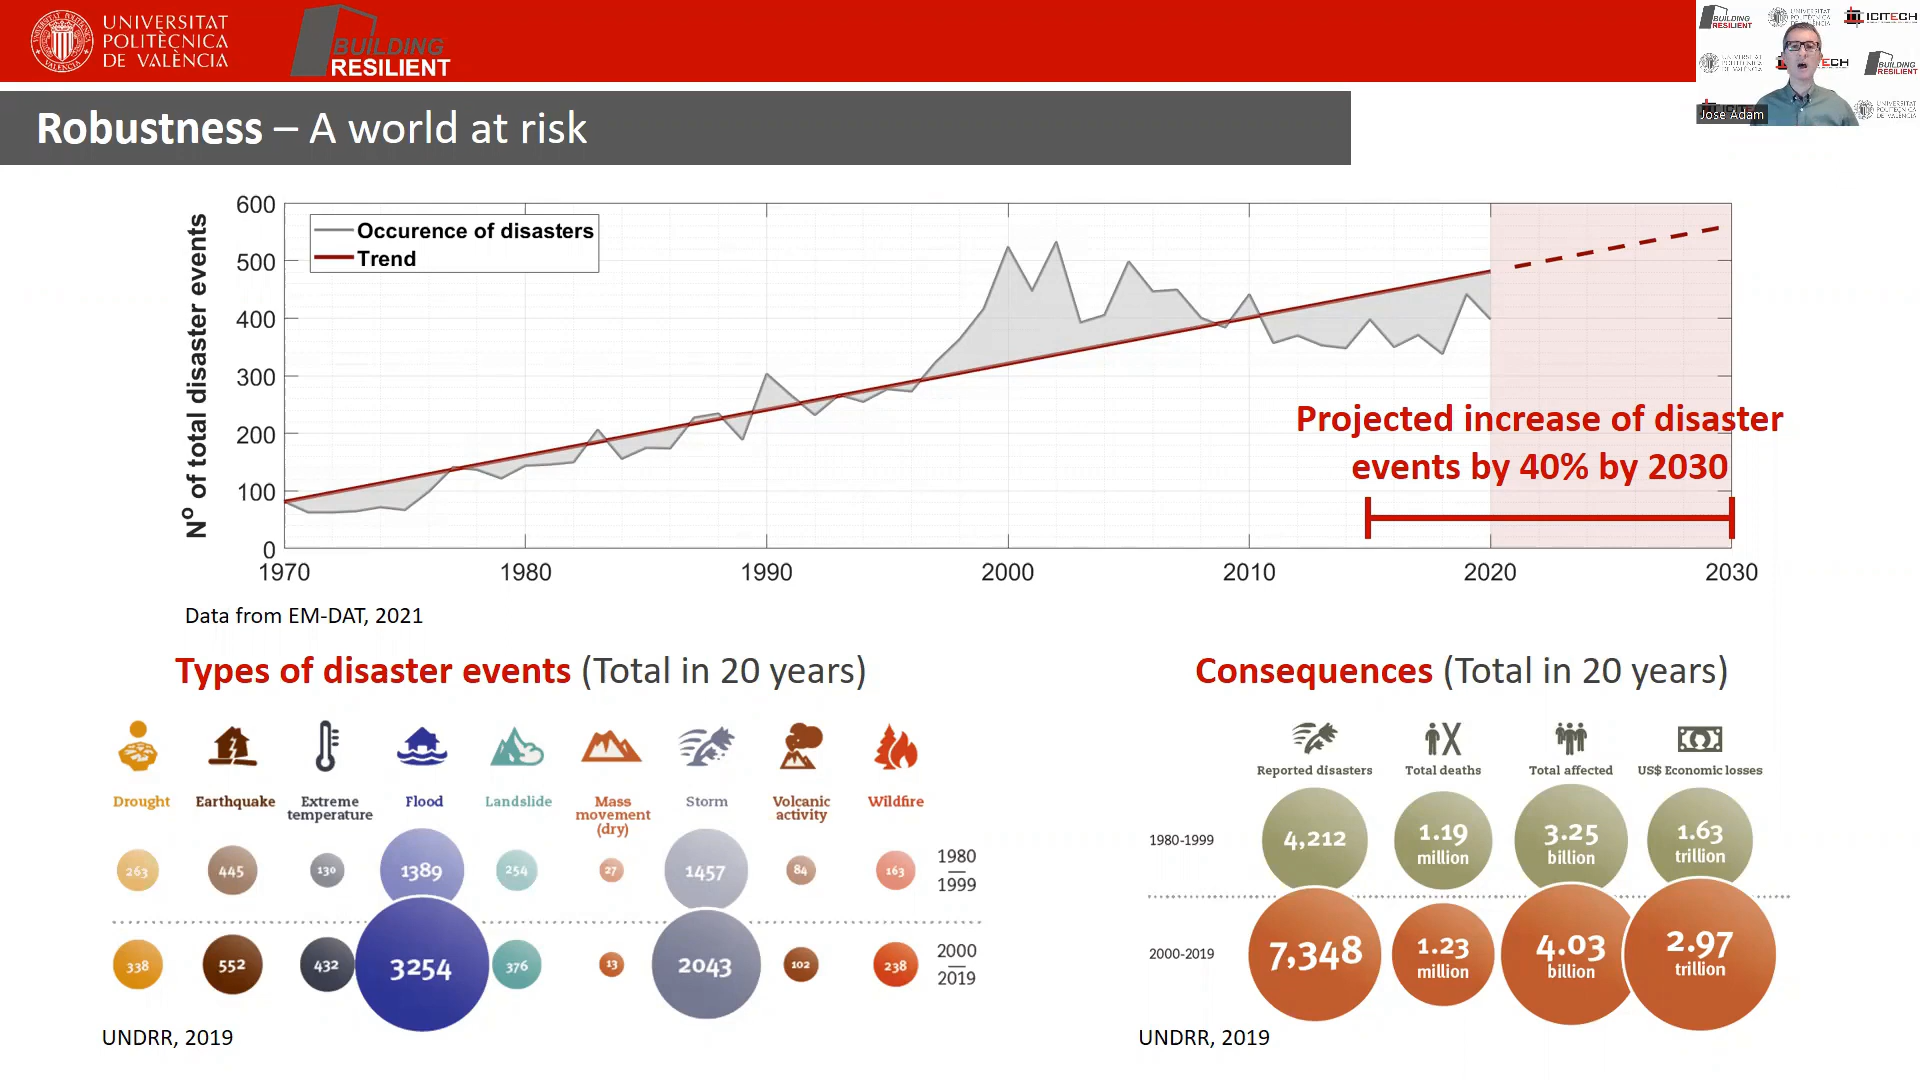 UNIVERSITAT
POLITÈCNICA
DE VALÈNCIA
BUILDING
RESILIENT
BUILDING
RESILIENT
UNIVERSITAT
POLITÈCNICA
DE VALÈNCIA
ICITECH
BUILDING
RESILIENT
Jose Adam
Robustness – A world at risk
Nº of total disaster events
600
500
400
300
200
100
0
Occurence of disasters
Trend
Projected increase of disaster
events by 40% by 2030
1970 1980 1990 2000 2010 2020 2030
Data from EM-DAT, 2021
Types of disaster events (Total in 20 years)
Drought Earthquake Extreme temperature Flood Landslide Mass movement (dry) Storm Volcanic activity Wildfire
263 445 130 1389 254 27 1457 84 163 1980 – 1999
338 552 432 3254 376 13 2043 102 238 2000 – 2019
UNDRR, 2019
Consequences (Total in 20 years)
Reported disasters Total deaths Total affected US$ Economic losses
1980-1999 4,212 1.19 million 3.25 billion 1.63 trillion
2000-2019 7,348 1.23 million 4.03 billion 2.97 trillion
UNDRR, 2019